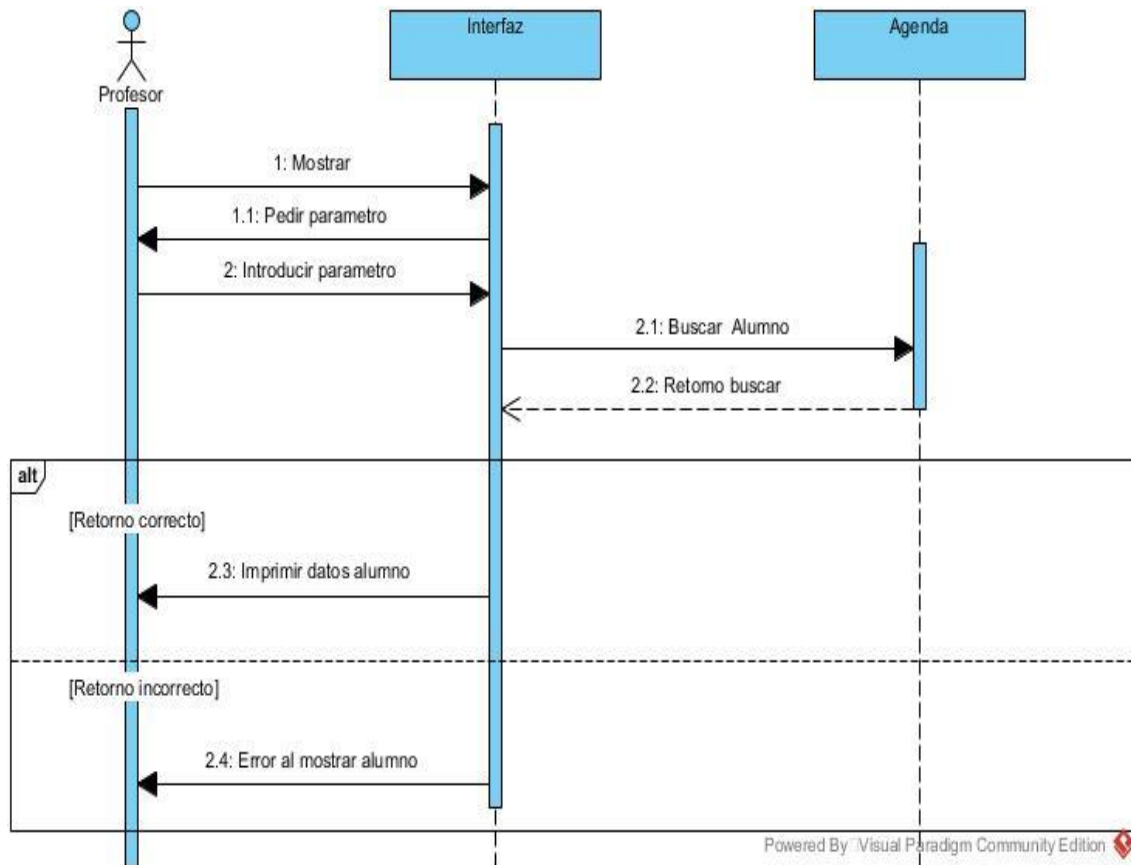 Interfaz
Agenda
Profesor
1: Mostrar
1.1: Pedir parametro
2: Introducir parametro
2.1: Buscar Alumno
2.2: Retorno buscar
alt
[Retorno correcto]
2.3: Imprimir datos alumno
[Retorno incorrecto]
2.4: Error al mostrar alumno
Powered By Visual Paradigm Community Edition